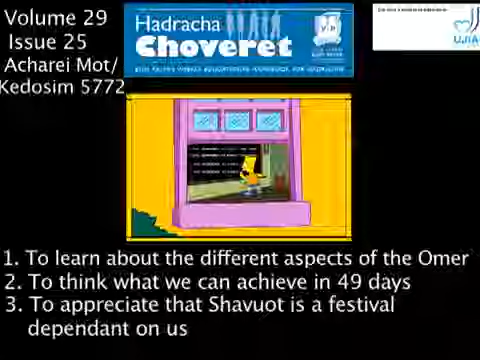 Volume 29
Issue 25
Acharei Mot/
Kedosim 5772
Hadracha
Choveret
UJIA
1. To learn about the different aspects of the Omer
2. To think what we can achieve in 49 days
3. To appreciate that Shavuot is a festival
dependant on us